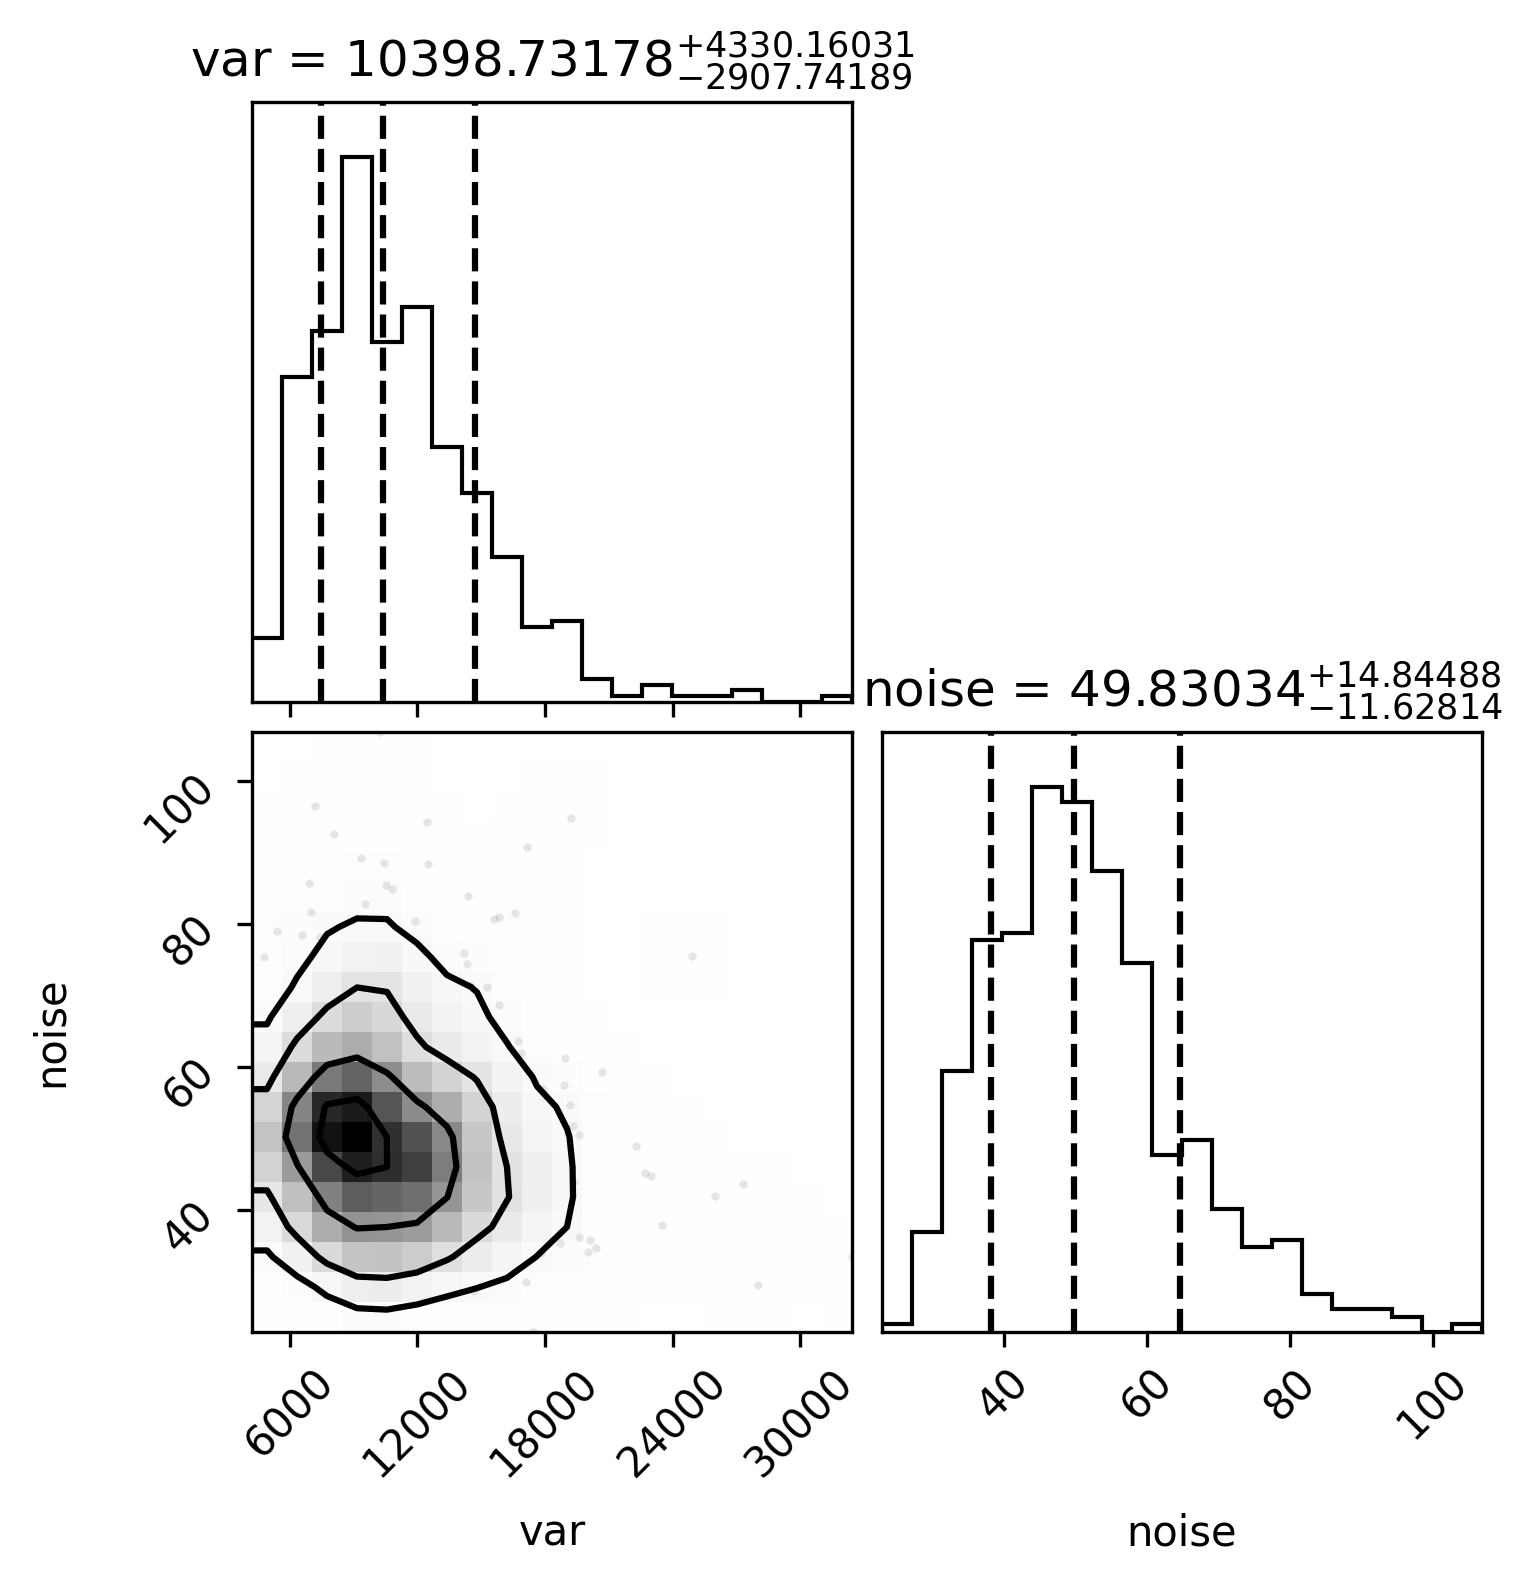 var = 10398.73178 +4330.16031 −2907.74189
noise = 49.83034 +14.84488 −11.62814
100
80
60
40
noise
6000 12000 18000 24000 30000
40 60 80 100
var
noise